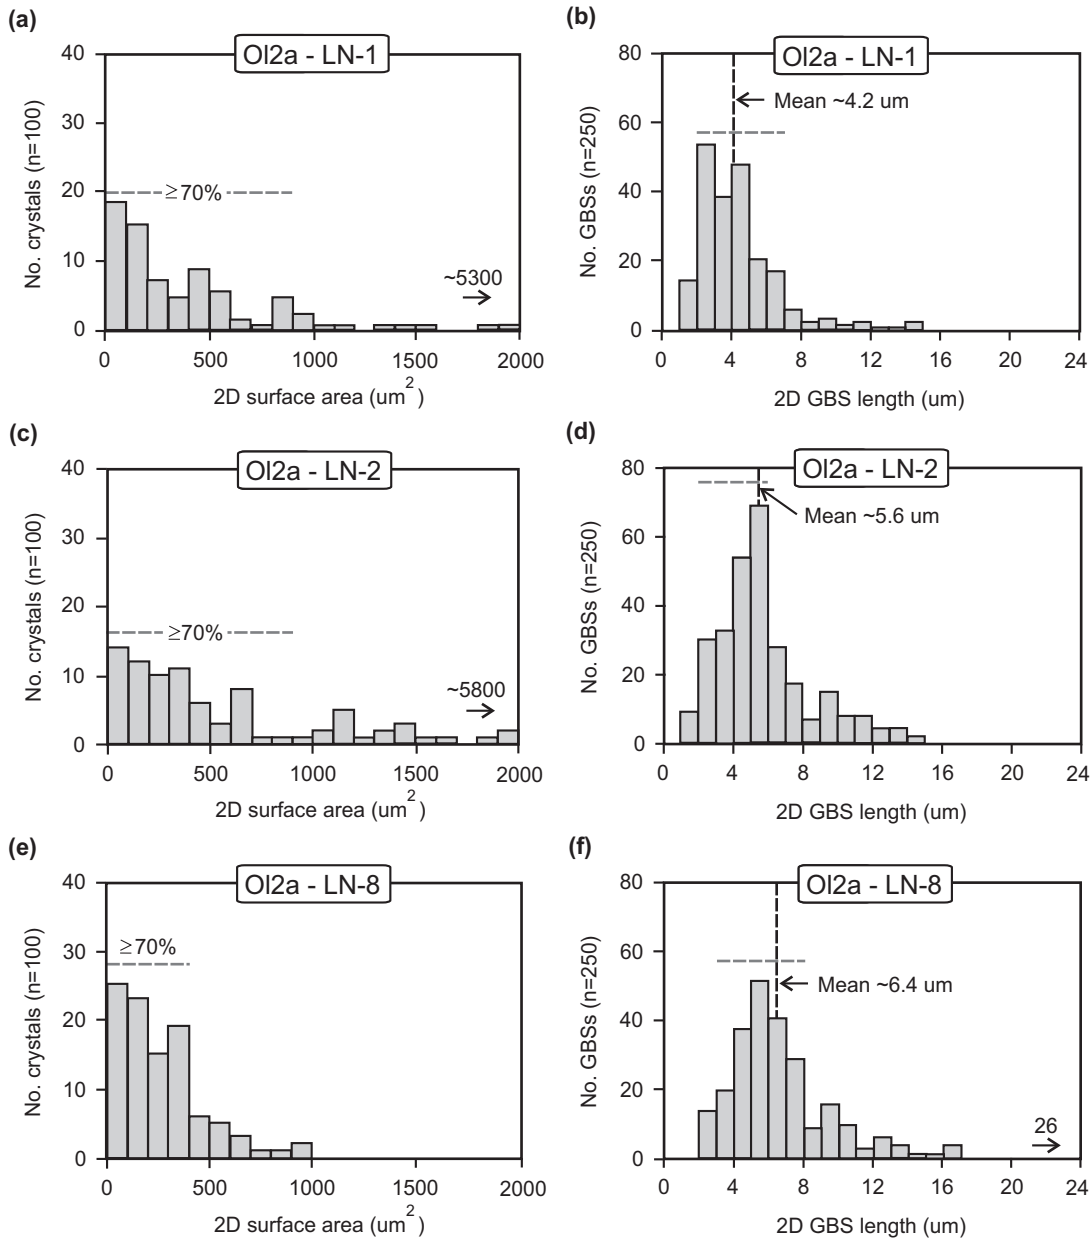 (a)
Ol2a - LN-1
40
30
20
10
0
No. crystals (n=100)
≥70%
~5300
0
500
1000
1500
2000
2D surface area (um²)
(b)
Ol2a - LN-1
80
60
40
20
0
No. GBSs (n=250)
Mean ~4.2 um
0
4
8
12
16
20
24
2D GBS length (um)
(c)
Ol2a - LN-2
40
30
20
10
0
No. crystals (n=100)
≥70%
~5800
0
500
1000
1500
2000
2D surface area (um²)
(d)
Ol2a - LN-2
80
60
40
20
0
No. GBSs (n=250)
Mean ~5.6 um
0
4
8
12
16
20
24
2D GBS length (um)
(e)
Ol2a - LN-8
40
30
20
10
0
No. crystals (n=100)
≥70%
0
500
1000
1500
2000
2D surface area (um²)
(f)
Ol2a - LN-8
80
60
40
20
0
No. GBSs (n=250)
Mean ~6.4 um
26
0
4
8
12
16
20
24
2D GBS length (um)